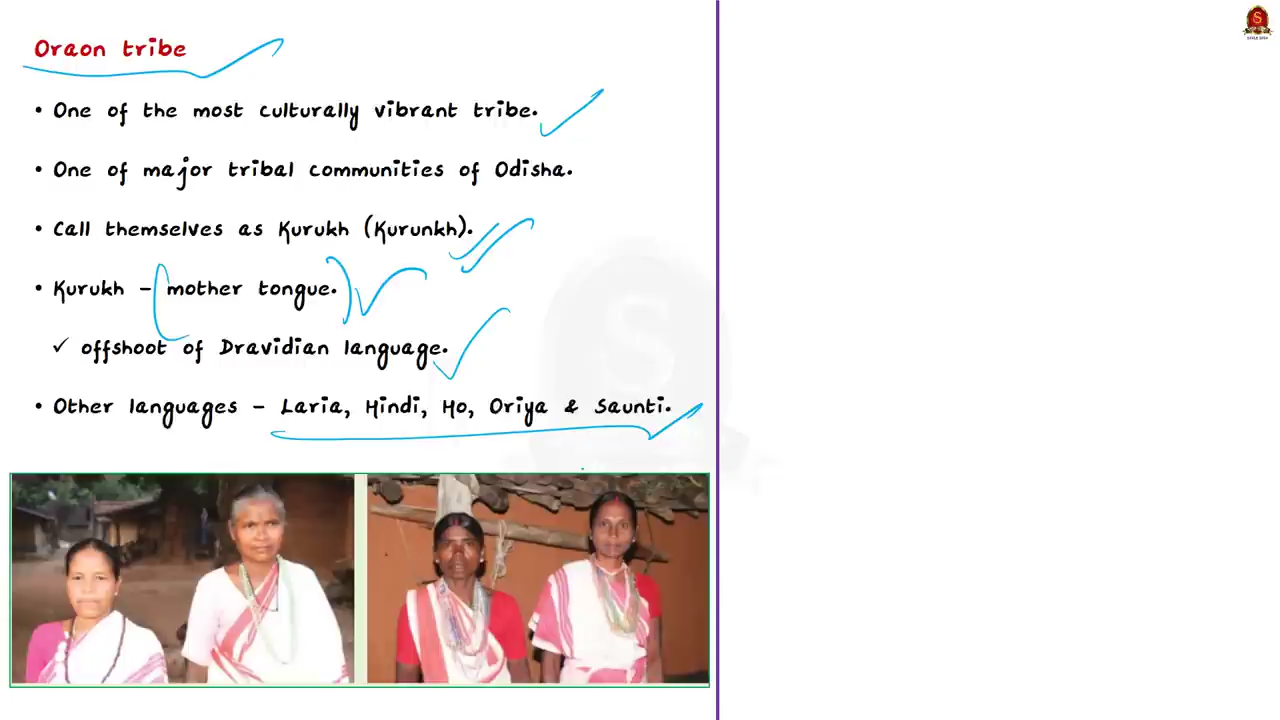 Oraon tribe
• One of the most culturally vibrant tribe.
• One of major tribal communities of Odisha.
• Call themselves as Kurukh (Kurunkh).
• Kurukh – mother tongue.
✓ offshoot of Dravidian language.
• Other languages – Laria, Hindi, Ho, Oriya & Saunti.
S